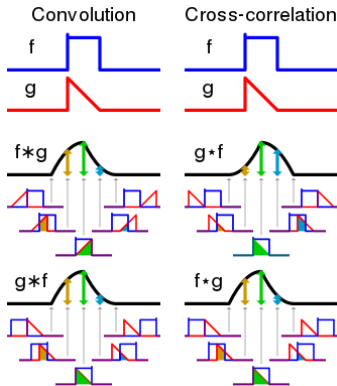 Convolution Cross-correlation
f f
g g
f∗g g⋆f
g∗f f⋆g